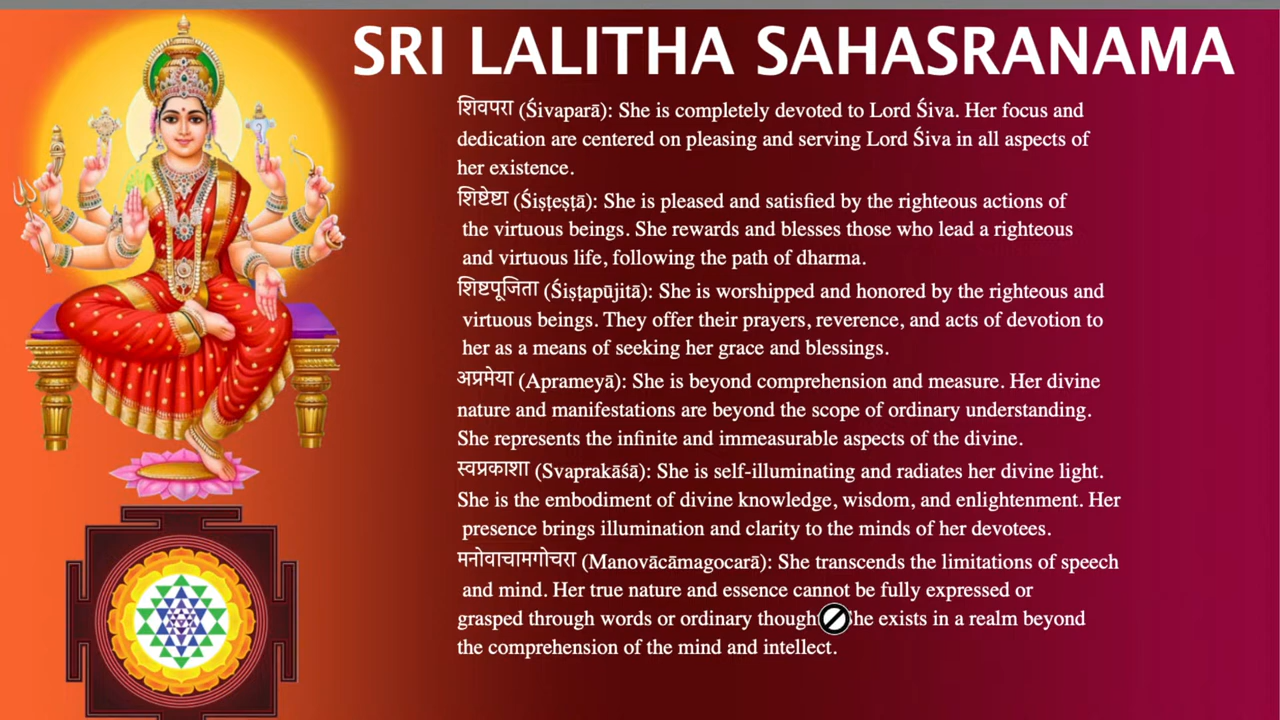 SRI LALITHA SAHASRANAMA
शिवपरा (Śivaparā): She is completely devoted to Lord Śiva. Her focus and
dedication are centered on pleasing and serving Lord Śiva in all aspects of
her existence.
शिष्टेष्टा (Śiṣṭeṣṭā): She is pleased and satisfied by the righteous actions of
the virtuous beings. She rewards and blesses those who lead a righteous
and virtuous life, following the path of dharma.
शिष्टपूजिता (Śiṣṭapūjitā): She is worshipped and honored by the righteous and
virtuous beings. They offer their prayers, reverence, and acts of devotion to
her as a means of seeking her grace and blessings.
अप्रमेया (Aprameyā): She is beyond comprehension and measure. Her divine
nature and manifestations are beyond the scope of ordinary understanding.
She represents the infinite and immeasurable aspects of the divine.
स्वप्रकाशा (Svaprakāśā): She is self-illuminating and radiates her divine light.
She is the embodiment of divine knowledge, wisdom, and enlightenment. Her
presence brings illumination and clarity to the minds of her devotees.
मनोवाचामगोचरा (Manovācāmagocarā): She transcends the limitations of speech
and mind. Her true nature and essence cannot be fully expressed or
grasped through words or ordinary though he exists in a realm beyond
the comprehension of the mind and intellect.